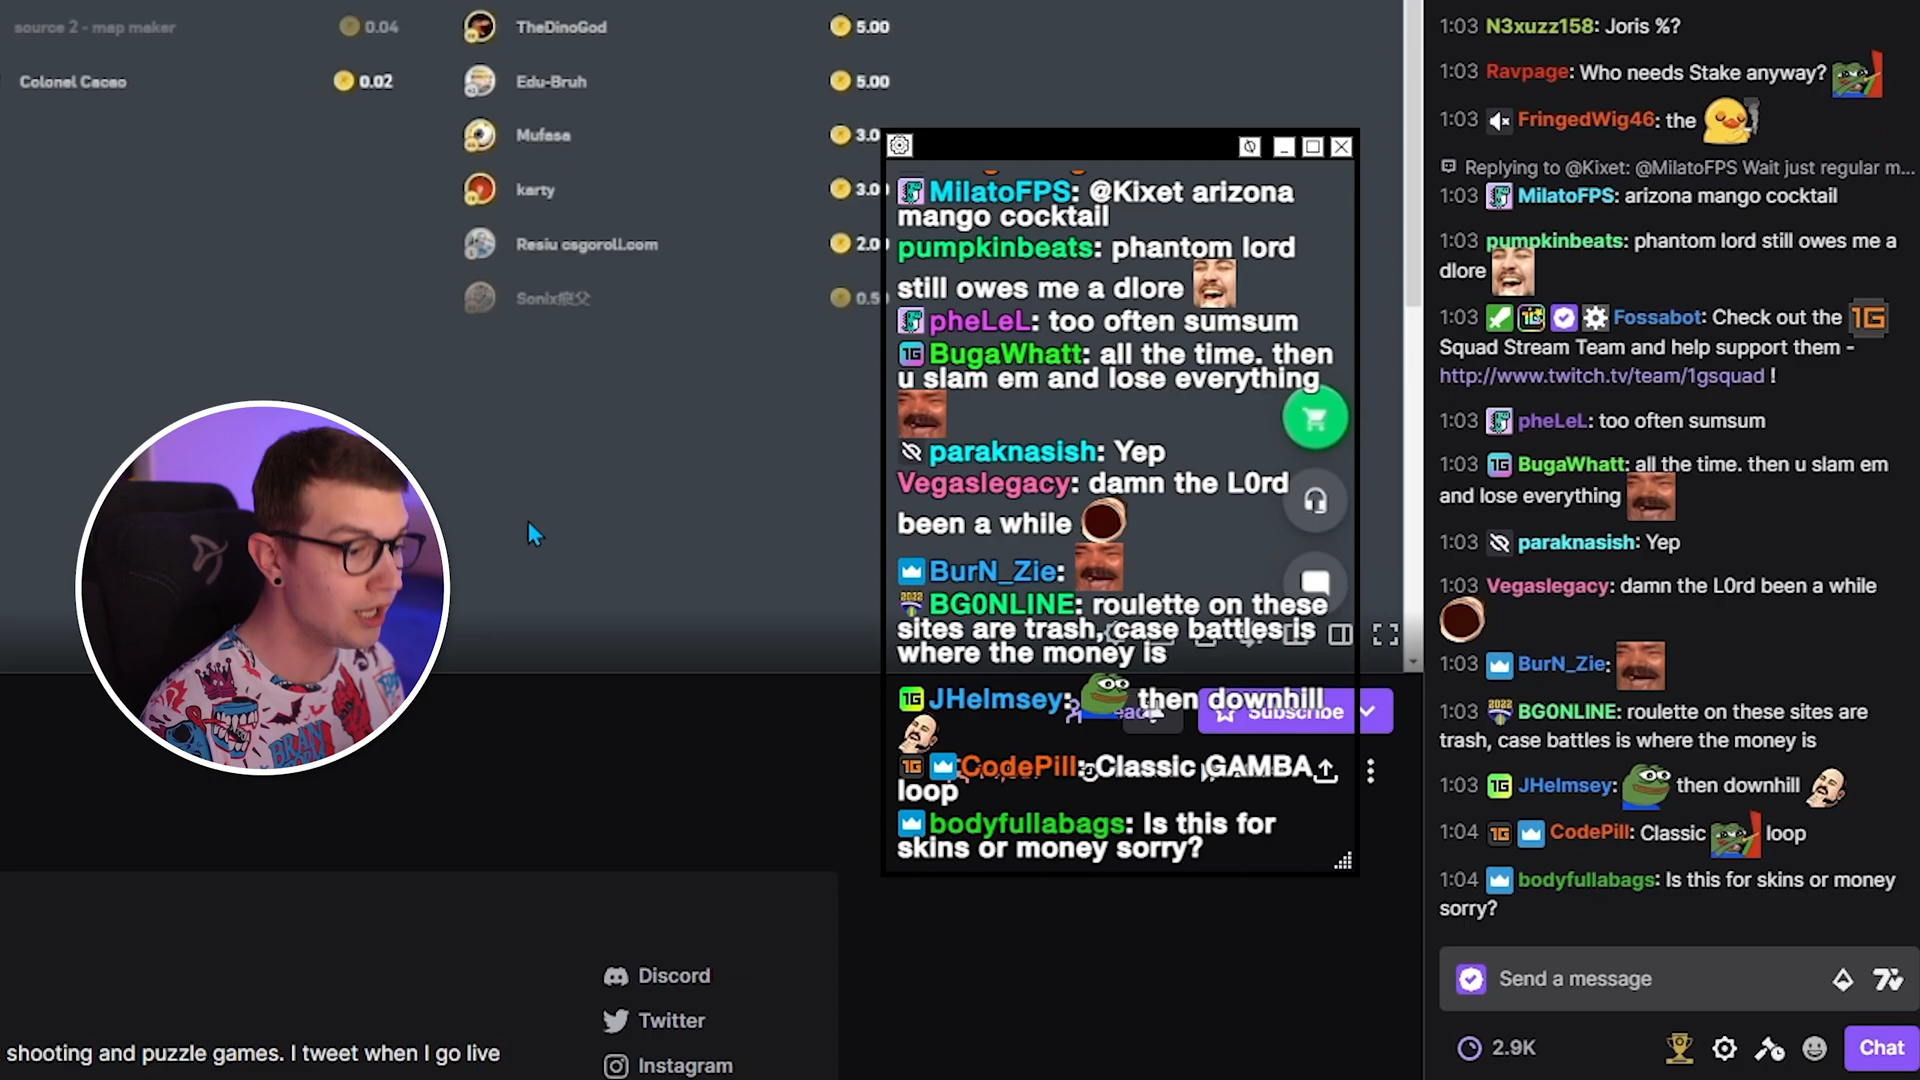 source 2 - map maker 0.04
Colonel Cacao 0.02
TheDinoGod 5.00
Edu-Bruh 5.00
Mufasa 3.0
karty 3.00
Resiu csgoroll.com 2.00
0.50
MilatoFPS: @Kixet arizona
mango cocktail
pumpkinbeats: phantom lord
still owes me a dlore
pheLeL: too often sumsum
1G BugaWhatt: all the time. then
u slam em and lose everything
paraknasish: Yep
Vegaslegacy: damn the L0rd
been a while
BurN_Zie:
2022 BG0NLINE: roulette on these
sites are trash, case battles is
where the money is
1G JHelmsey: then downhill
1G CodePill: Classic GAMBA
loop
bodyfullabags: Is this for
skins or money sorry?
Subscribe
Discord
Twitter
Instagram
shooting and puzzle games. I tweet when I go live
1:03 N3xuzz158: Joris %?
1:03 Ravpage: Who needs Stake anyway?
1:03 FringedWig46: the
Replying to @Kixet: @MilatoFPS Wait just regular m...
1:03 MilatoFPS: arizona mango cocktail
1:03 pumpkinbeats: phantom lord still owes me a
dlore
1:03 1G Fossabot: Check out the 1G
Squad Stream Team and help support them -
http://www.twitch.tv/team/1gsquad !
1:03 pheLeL: too often sumsum
1:03 1G BugaWhatt: all the time. then u slam em
and lose everything
1:03 paraknasish: Yep
1:03 Vegaslegacy: damn the L0rd been a while
1:03 BurN_Zie:
1:03 2022 BG0NLINE: roulette on these sites are
trash, case battles is where the money is
1:03 1G JHelmsey: then downhill
1:04 1G CodePill: Classic loop
1:04 bodyfullabags: Is this for skins or money
sorry?
Send a message
2.9K
Chat